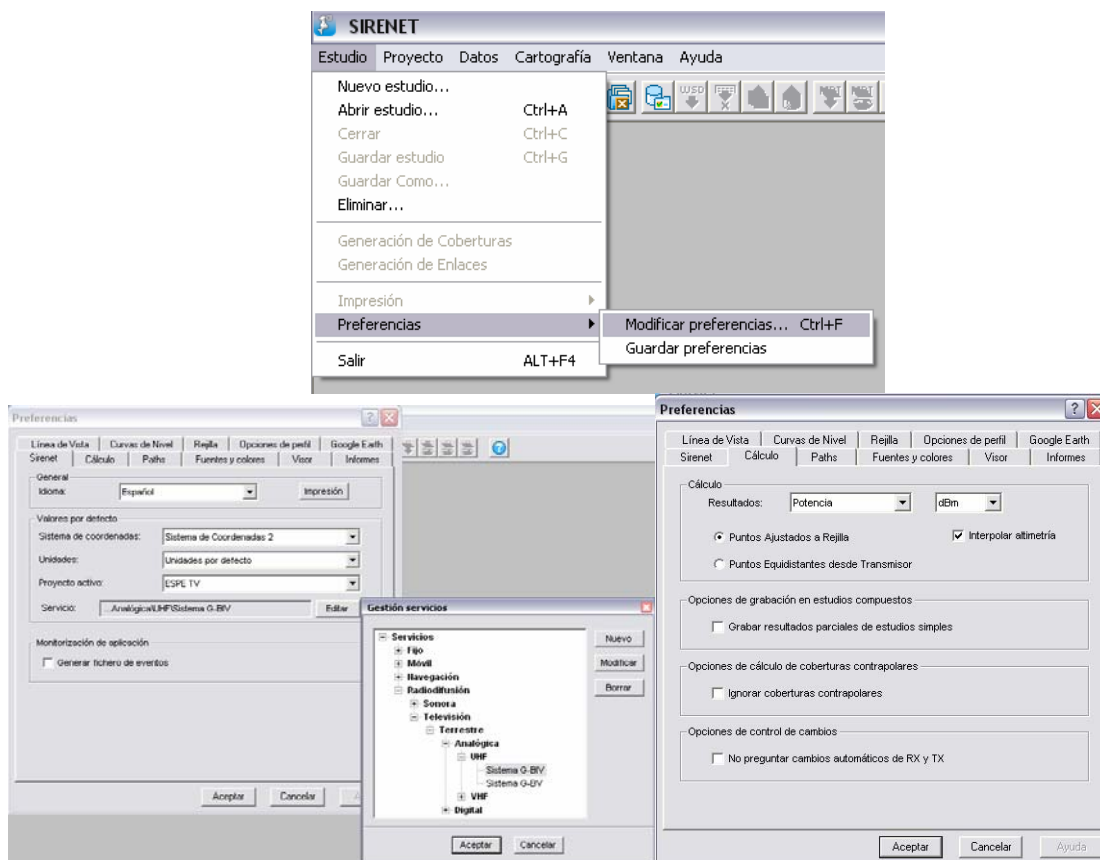 SIRENET
Estudio Proyecto Datos Cartografía Ventana Ayuda
Nuevo estudio...
Abrir estudio... Ctrl+A
Cerrar Ctrl+C
Guardar estudio Ctrl+G
Guardar Como...
Eliminar...
Generación de Coberturas
Generación de Enlaces
Impresión
Preferencias
Salir ALT+F4
Modificar preferencias... Ctrl+F
Guardar preferencias
WSD
Preferencias
Línea de Vista Curvas de Nivel Rejilla Opciones de perfil Google Earth
Sirenet Cálculo Paths Fuentes y colores Visor Informes
General
Idioma: Español Impresión
Valores por defecto
Sistema de coordenadas: Sistema de Coordenadas 2
Unidades: Unidades por defecto
Proyecto activo: ESPE TV
Servicio: ...Analógica\UHF\Sistema G-BIV Editar
Monitorización de aplicación
Generar fichero de eventos
Aceptar Cancelar
Gestión servicios
Servicios
Fijo
Móvil
Navegación
Radiodifusión
Sonora
Televisión
Terrestre
Analógica
UHF
Sistema G-BIV
Sistema G-BV
VHF
Digital
Nuevo
Modificar
Borrar
Aceptar Cancelar
Preferencias
Línea de Vista Curvas de Nivel Rejilla Opciones de perfil Google Earth
Sirenet Cálculo Paths Fuentes y colores Visor Informes
Cálculo
Resultados: Potencia dBm
Puntos Ajustados a Rejilla Interpolar altimetría
Puntos Equidistantes desde Transmisor
Opciones de grabación en estudios compuestos
Grabar resultados parciales de estudios simples
Opciones de cálculo de coberturas contrapolares
Ignorar coberturas contrapolares
Opciones de control de cambios
No preguntar cambios automáticos de RX y TX
Aceptar Cancelar Ayuda